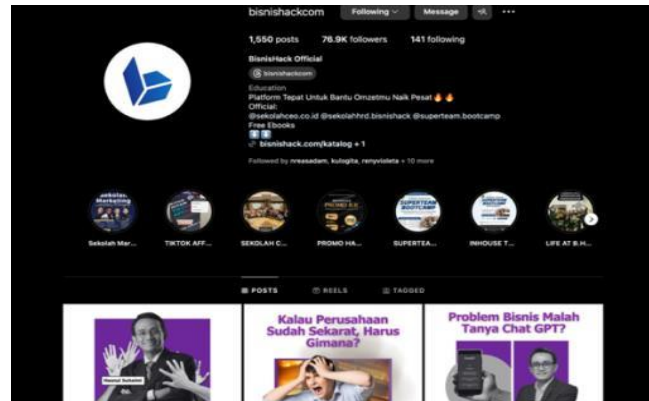 bisnishackcom Following Message
1,550 posts 76.9K followers 141 following
BisnisHack Official
bisnishackcom
Education
Platform Tepat Untuk Bantu Omzetmu Naik Pesat🔥🔥
Official:
@sekolahceo.co.id @sekolahhrd.bisnishack @superteam.bootcamp
Free Ebooks
⬇️⬇️
bisnishack.com/katalog + 1
Followed by nreasadam, kulogita, renyvioleta + 10 more
Sekolah Mar... TIKTOK AFF... SEKOLAH C... PROMO HA... SUPERTEA... INHOUSE T... LIFE AT B.H...
POSTS REELS TAGGED
Kalau Perusahaan
Sudah Sekarat, Harus
Gimana?
Problem Bisnis Malah
Tanya Chat GPT?